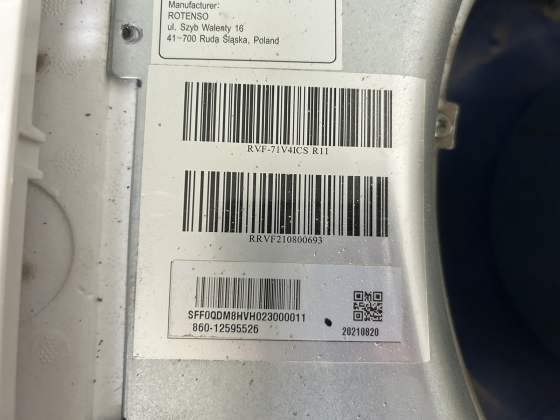 Manufacturer:
ROTENSO
ul. Szyb Walenty 16
41-700 Ruda Śląska, Poland
RVF-71V4ICS R11
RRVF210800693
SFF0QDM8HVH023000011
860-12595526
20210820